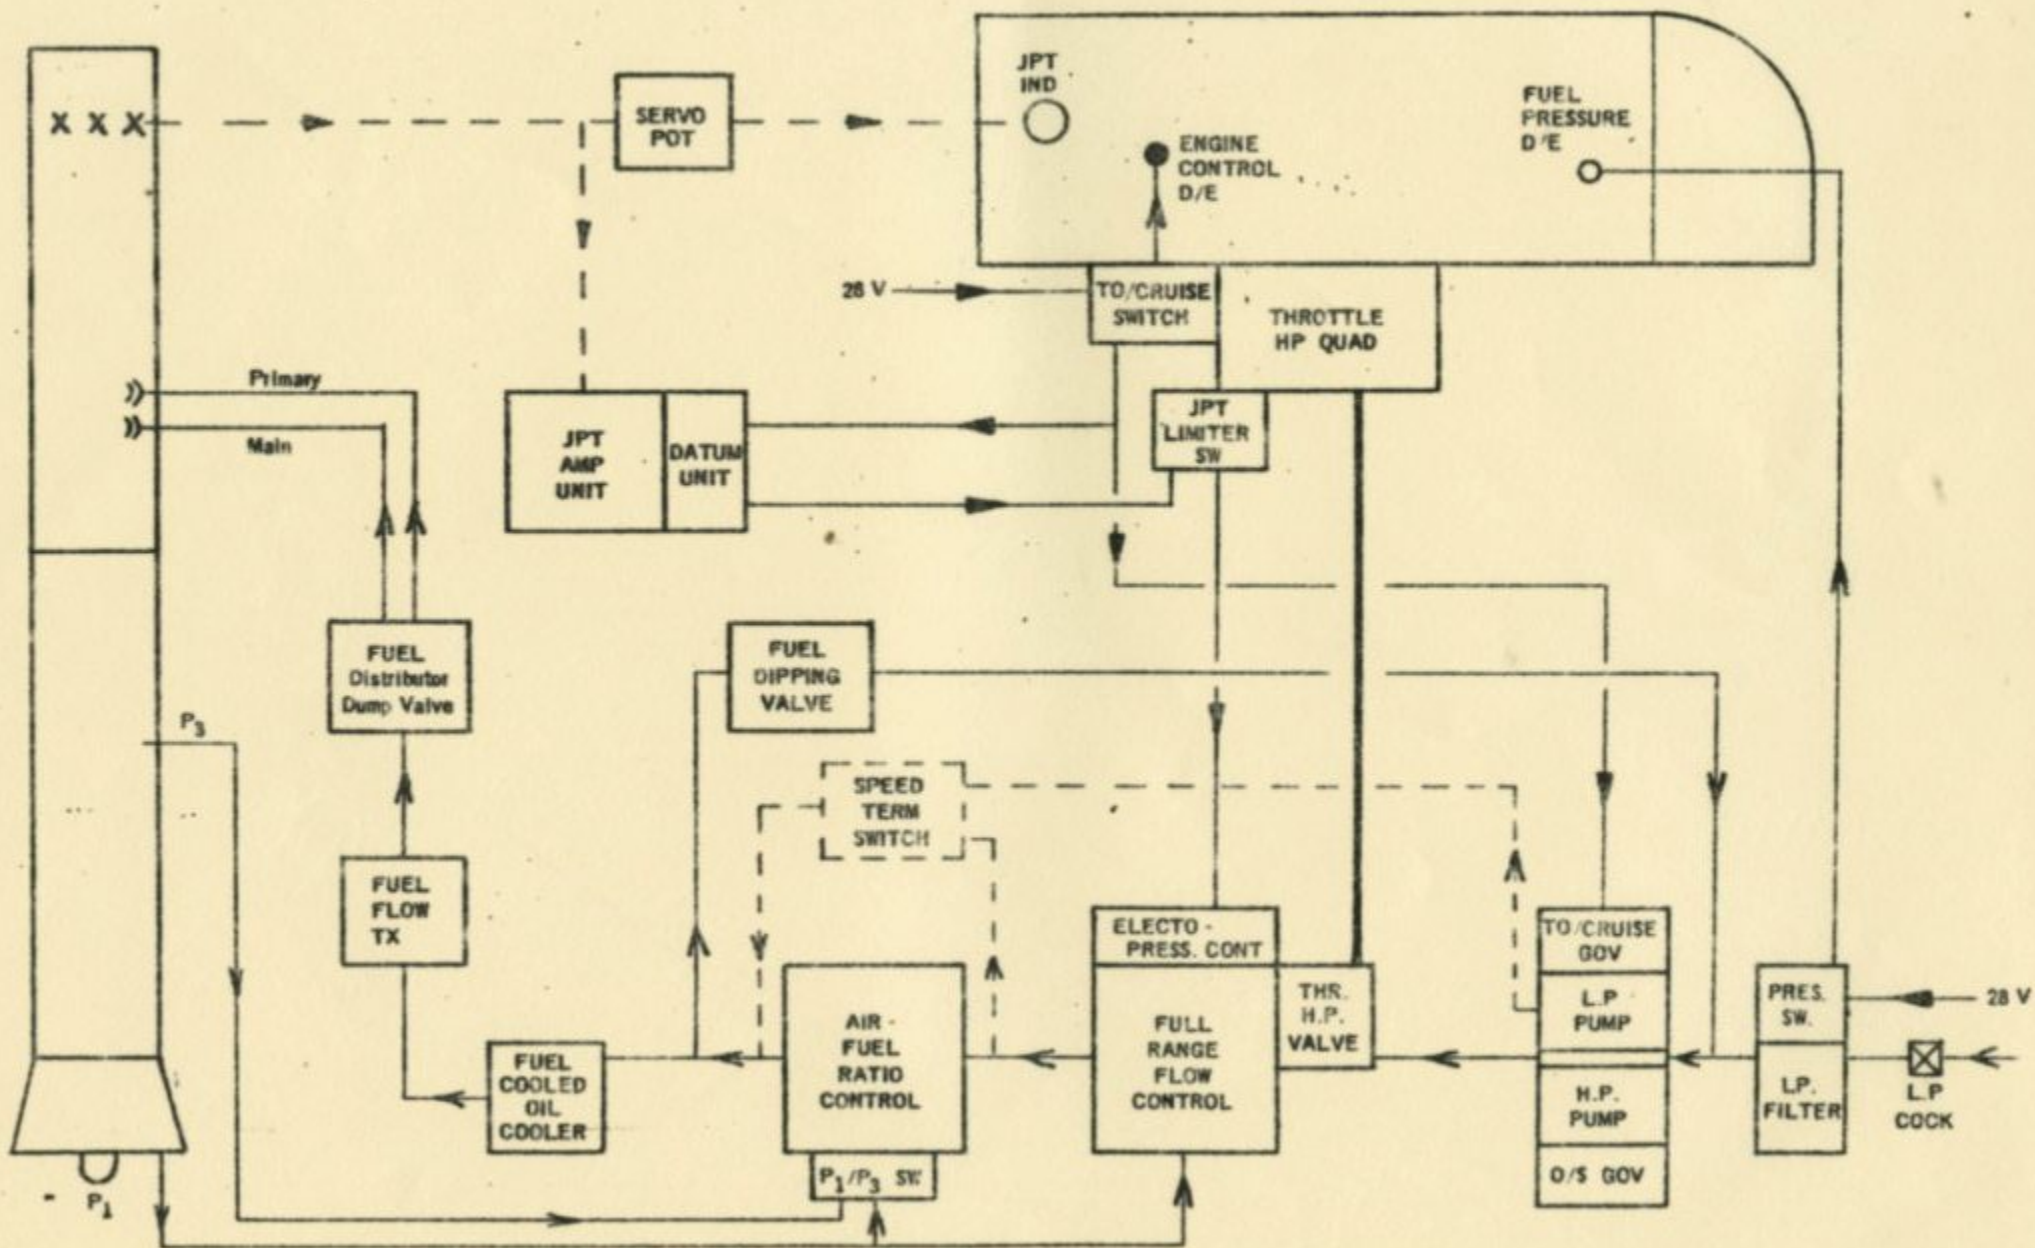 JPT
IND
FUEL
PRESSURE
D/E
X X X
SERVO
POT
ENGINE
CONTROL
D/E
28 V
TO/CRUISE
SWITCH
THROTTLE
HP QUAD
Primary
Main
JPT
AMP
UNIT
DATUM
UNIT
JPT
LIMITER
SW
FUEL
Distributor
Dump Valve
FUEL
DIPPING
VALVE
P3
SPEED
TERM
SWITCH
FUEL
FLOW
TX
ELECTO -
PRESS. CONT
TO/CRUISE
GOV
AIR -
FUEL
RATIO
CONTROL
FULL
RANGE
FLOW
CONTROL
THR.
H.P.
VALVE
L.P
PUMP
PRES.
SW.
28 V
FUEL
COOLED
OIL
COOLER
H.P.
PUMP
L.P.
FILTER
L.P
COCK
P1/P3 SW.
O/S GOV
P1